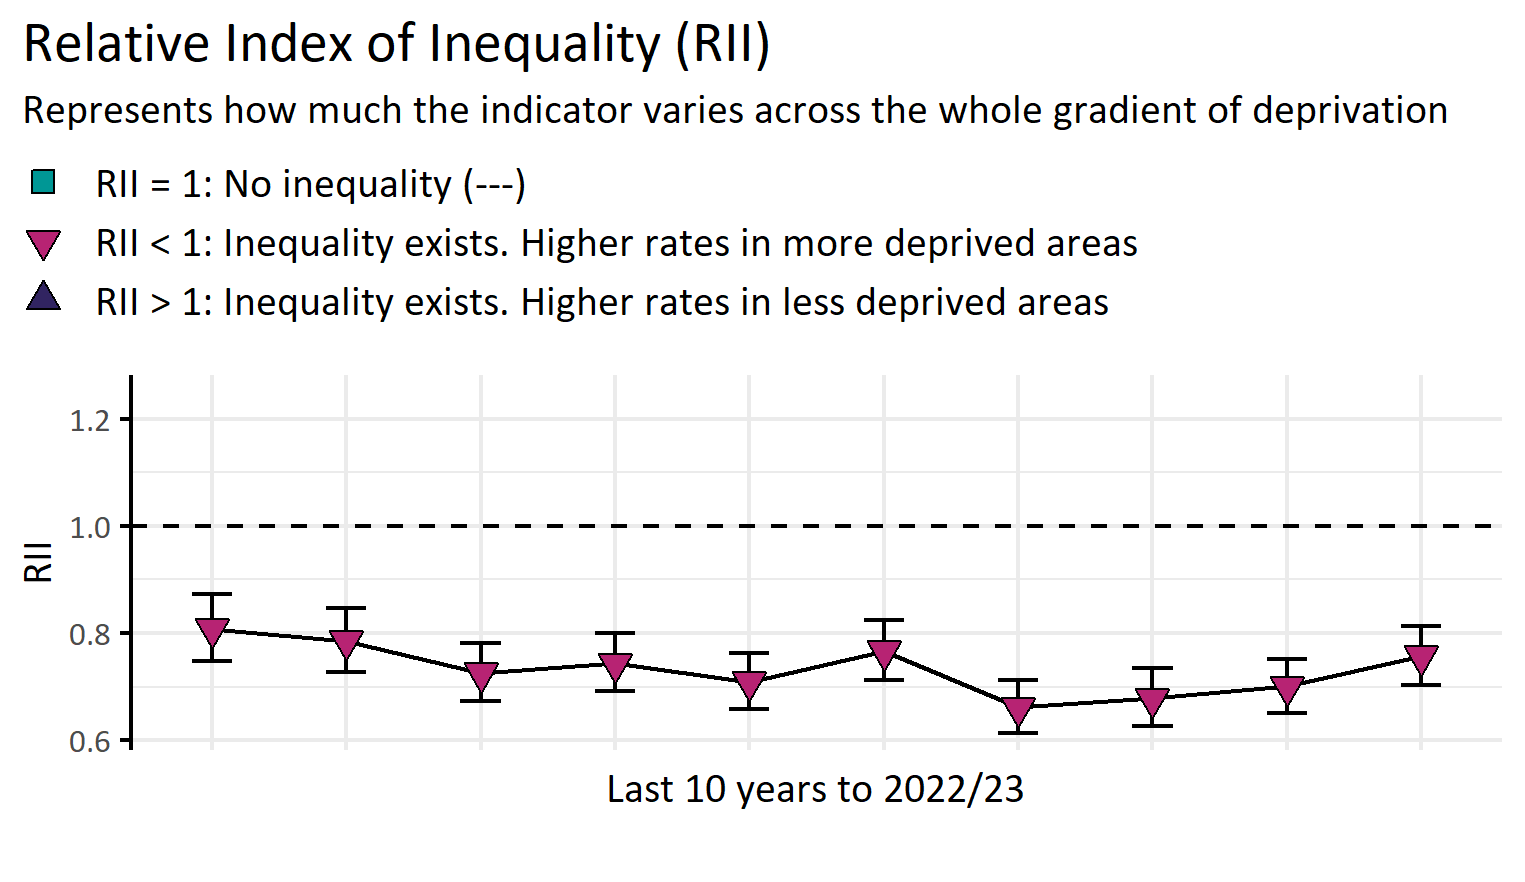 Relative Index of Inequality (RII)
Represents how much the indicator varies across the whole gradient of deprivation
RII = 1: No inequality (---)
RII < 1: Inequality exists. Higher rates in more deprived areas
RII > 1: Inequality exists. Higher rates in less deprived areas
1.2
1.0
0.8
0.6
RII
Last 10 years to 2022/23